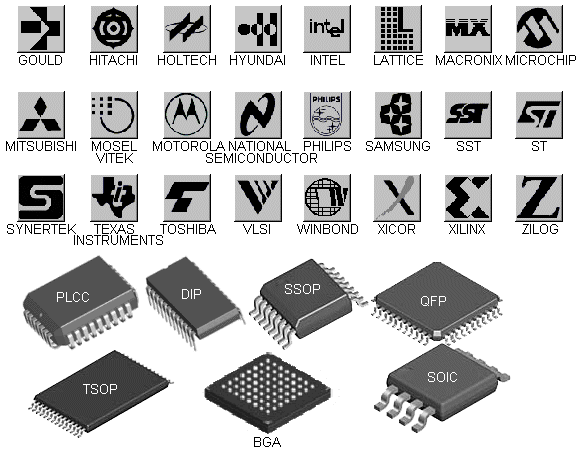 GOULD HITACHI HOLTECH HYUNDAI intel INTEL LATTICE MX MACRONIX MICROCHIP
MITSUBISHI MOSEL VITEK MOTOROLA NATIONAL SEMICONDUCTOR PHILIPS PHILIPS SAMSUNG SST SST ST ST
S SYNERTEK TEXAS INSTRUMENTS TOSHIBA VLSI WINBOND X XICOR XILINX Z ZILOG
PLCC DIP SSOP QFP
TSOP BGA SOIC